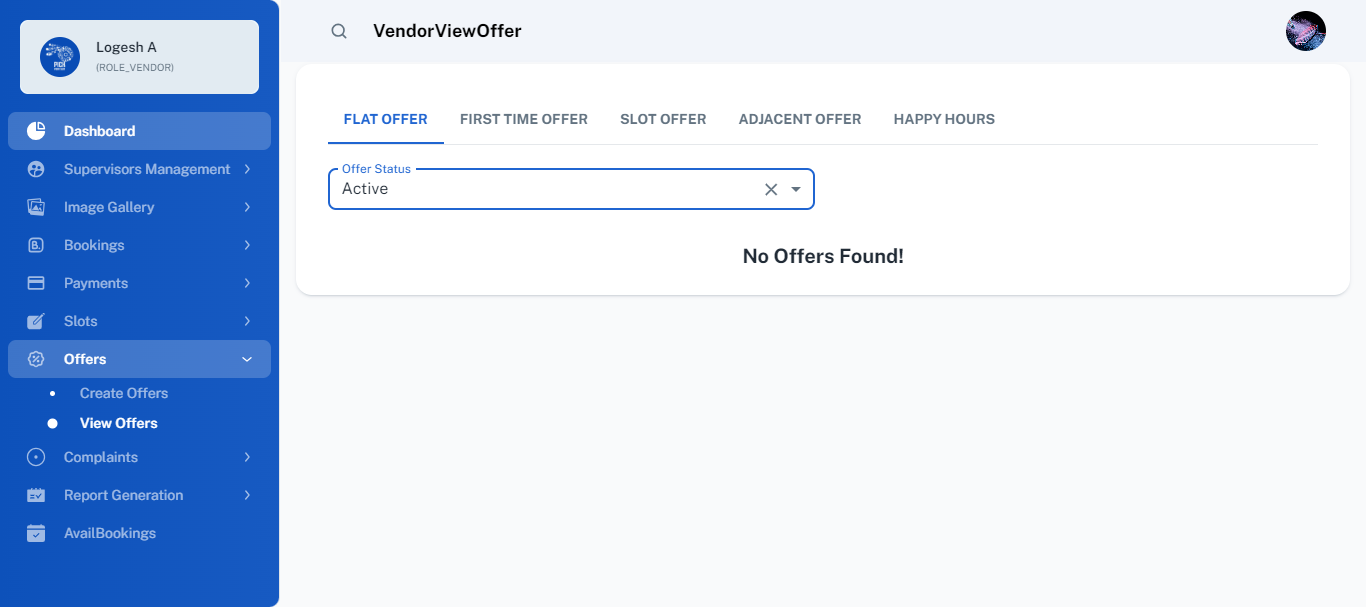 Logesh A
(ROLE_VENDOR)
Dashboard
Supervisors Management
Image Gallery
Bookings
Payments
Slots
Offers
Create Offers
View Offers
Complaints
Report Generation
AvailBookings
VendorViewOffer
FLAT OFFER FIRST TIME OFFER SLOT OFFER ADJACENT OFFER HAPPY HOURS
Offer Status
Active
No Offers Found!